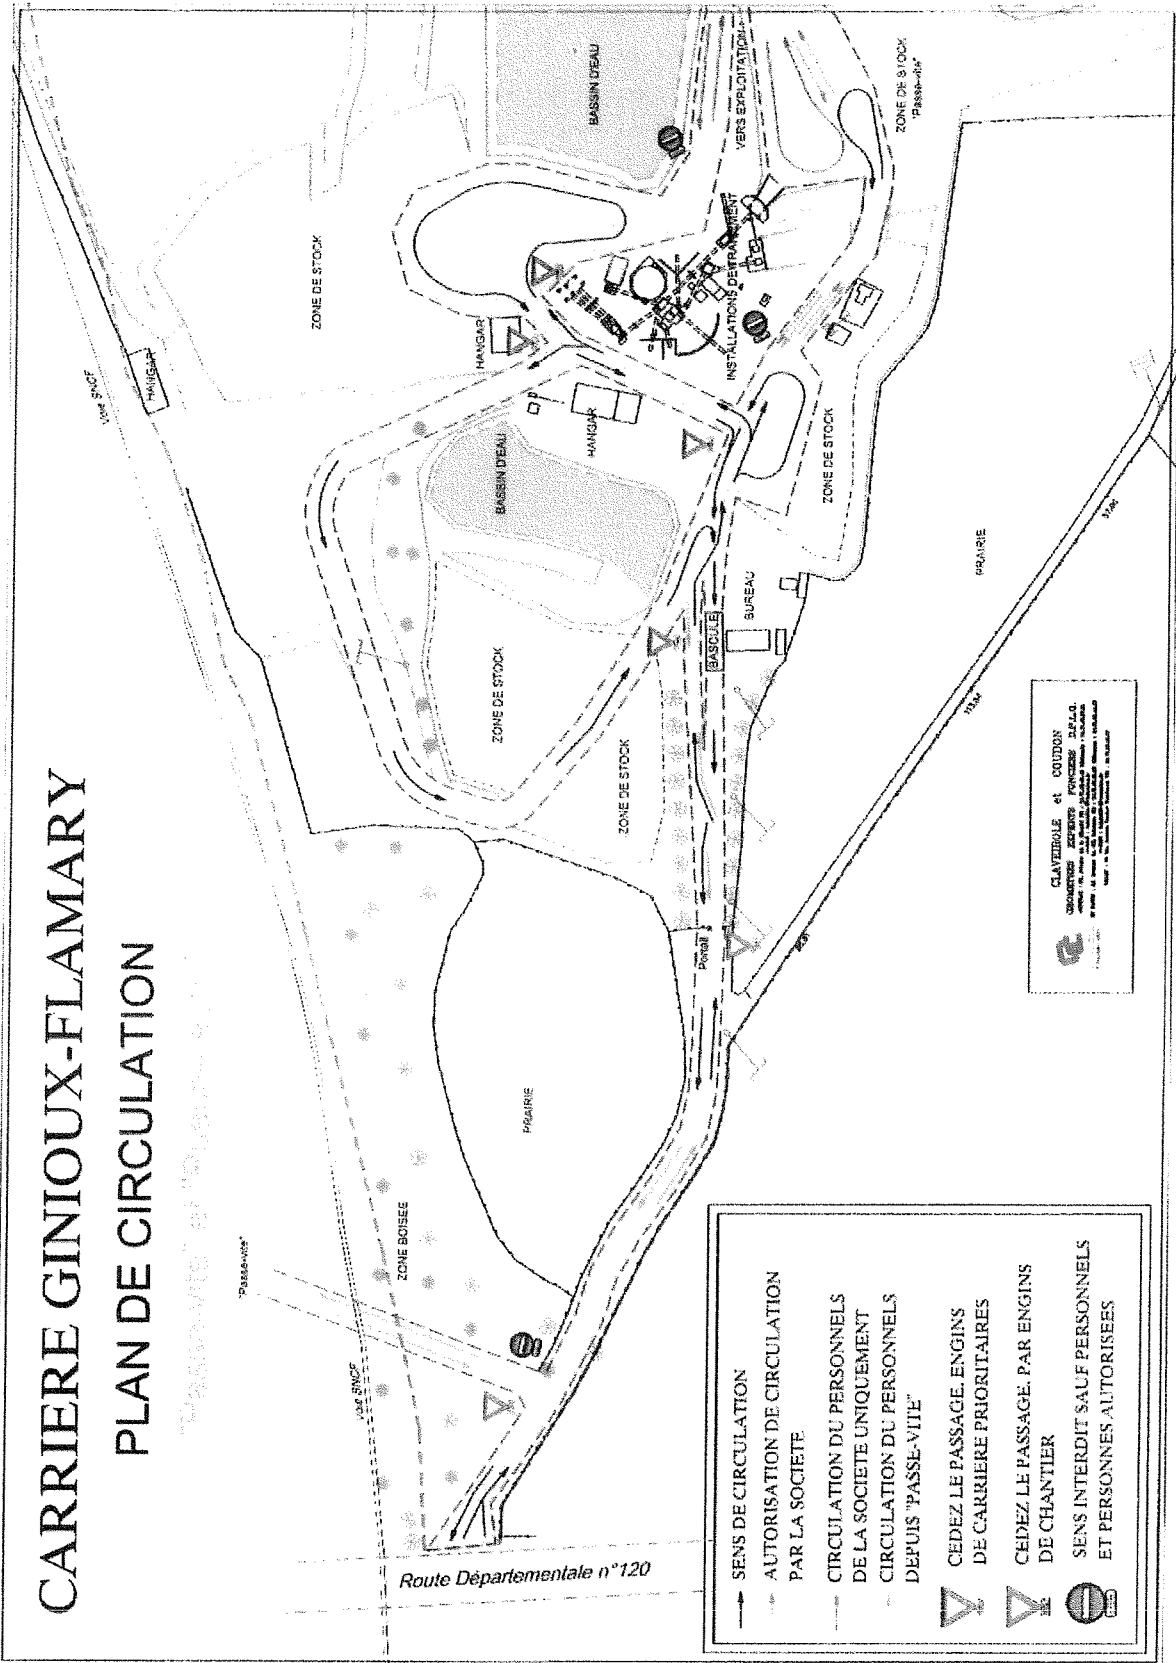 CARRIERE GINIOUX-FLAMARY
PLAN DE CIRCULATION
"Passe-vite"
Voie SNCF
ZONE BOISEE
Route Départementale n°120
PRAIRIE
Portail
Voie SNCF
HANGAR
ZONE DE STOCK
BASSIN D'EAU
HANGAR
BASSIN D'EAU
HANGAR
ZONE DE STOCK
ZONE DE STOCK
BASCULE
BUREAU
ZONE DE STOCK
INSTALLATIONS DE TRAITEMENT
VERS EXPLOITATION
ZONE DE STOCK
"Passe-vite"
PRAIRIE
SENS DE CIRCULATION
AUTORISATION DE CIRCULATION
PAR LA SOCIETE
CIRCULATION DU PERSONNELS
DE LA SOCIETE UNIQUEMENT
CIRCULATION DU PERSONNELS
DEPUIS "PASSE-VITE"
CEDEZ LE PASSAGE, ENGINS
DE CARRIERE PRIORITAIRES
CEDEZ LE PASSAGE, PAR ENGINS
DE CHANTIER
SENS INTERDIT SAUF PERSONNELS
ET PERSONNES AUTORISEES
CLAVEIROLE et COUDON
GEOMETRES EXPERTS FONCIERS D.P.L.G.